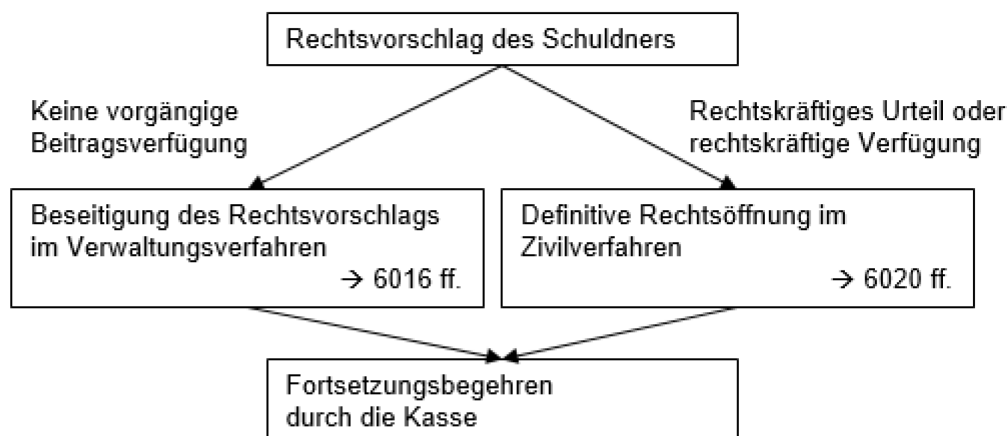 Rechtsvorschlag des Schuldners
Keine vorgängige
Beitragsverfügung
Rechtskräftiges Urteil oder
rechtskräftige Verfügung
Beseitigung des Rechtsvorschlags
im Verwaltungsverfahren
→ 6016 ff.
Definitive Rechtsöffnung im
Zivilverfahren
→ 6020 ff.
Fortsetzungsbegehren
durch die Kasse